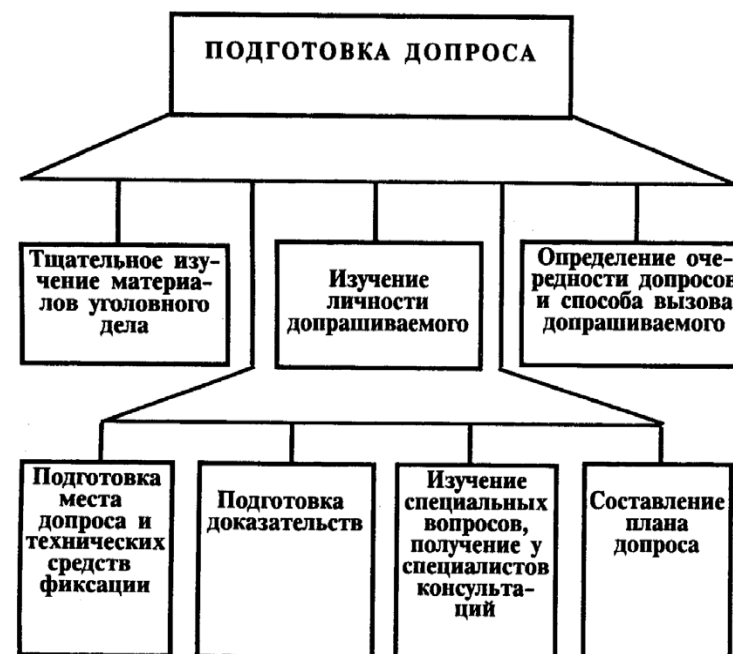 ПОДГОТОВКА ДОПРОСА
Тщательное изу-
чение материа-
лов уголовного
дела
Изучение
личности
допрашиваемого
Определение оче-
редности допросов
и способа вызова
допрашиваемого
Подготовка
места
допроса и
технических
средств
фиксации
Подготовка
доказательств
Изучение
специальных
вопросов,
получение у
специалистов
консульта-
ций
Составление
плана
допроса